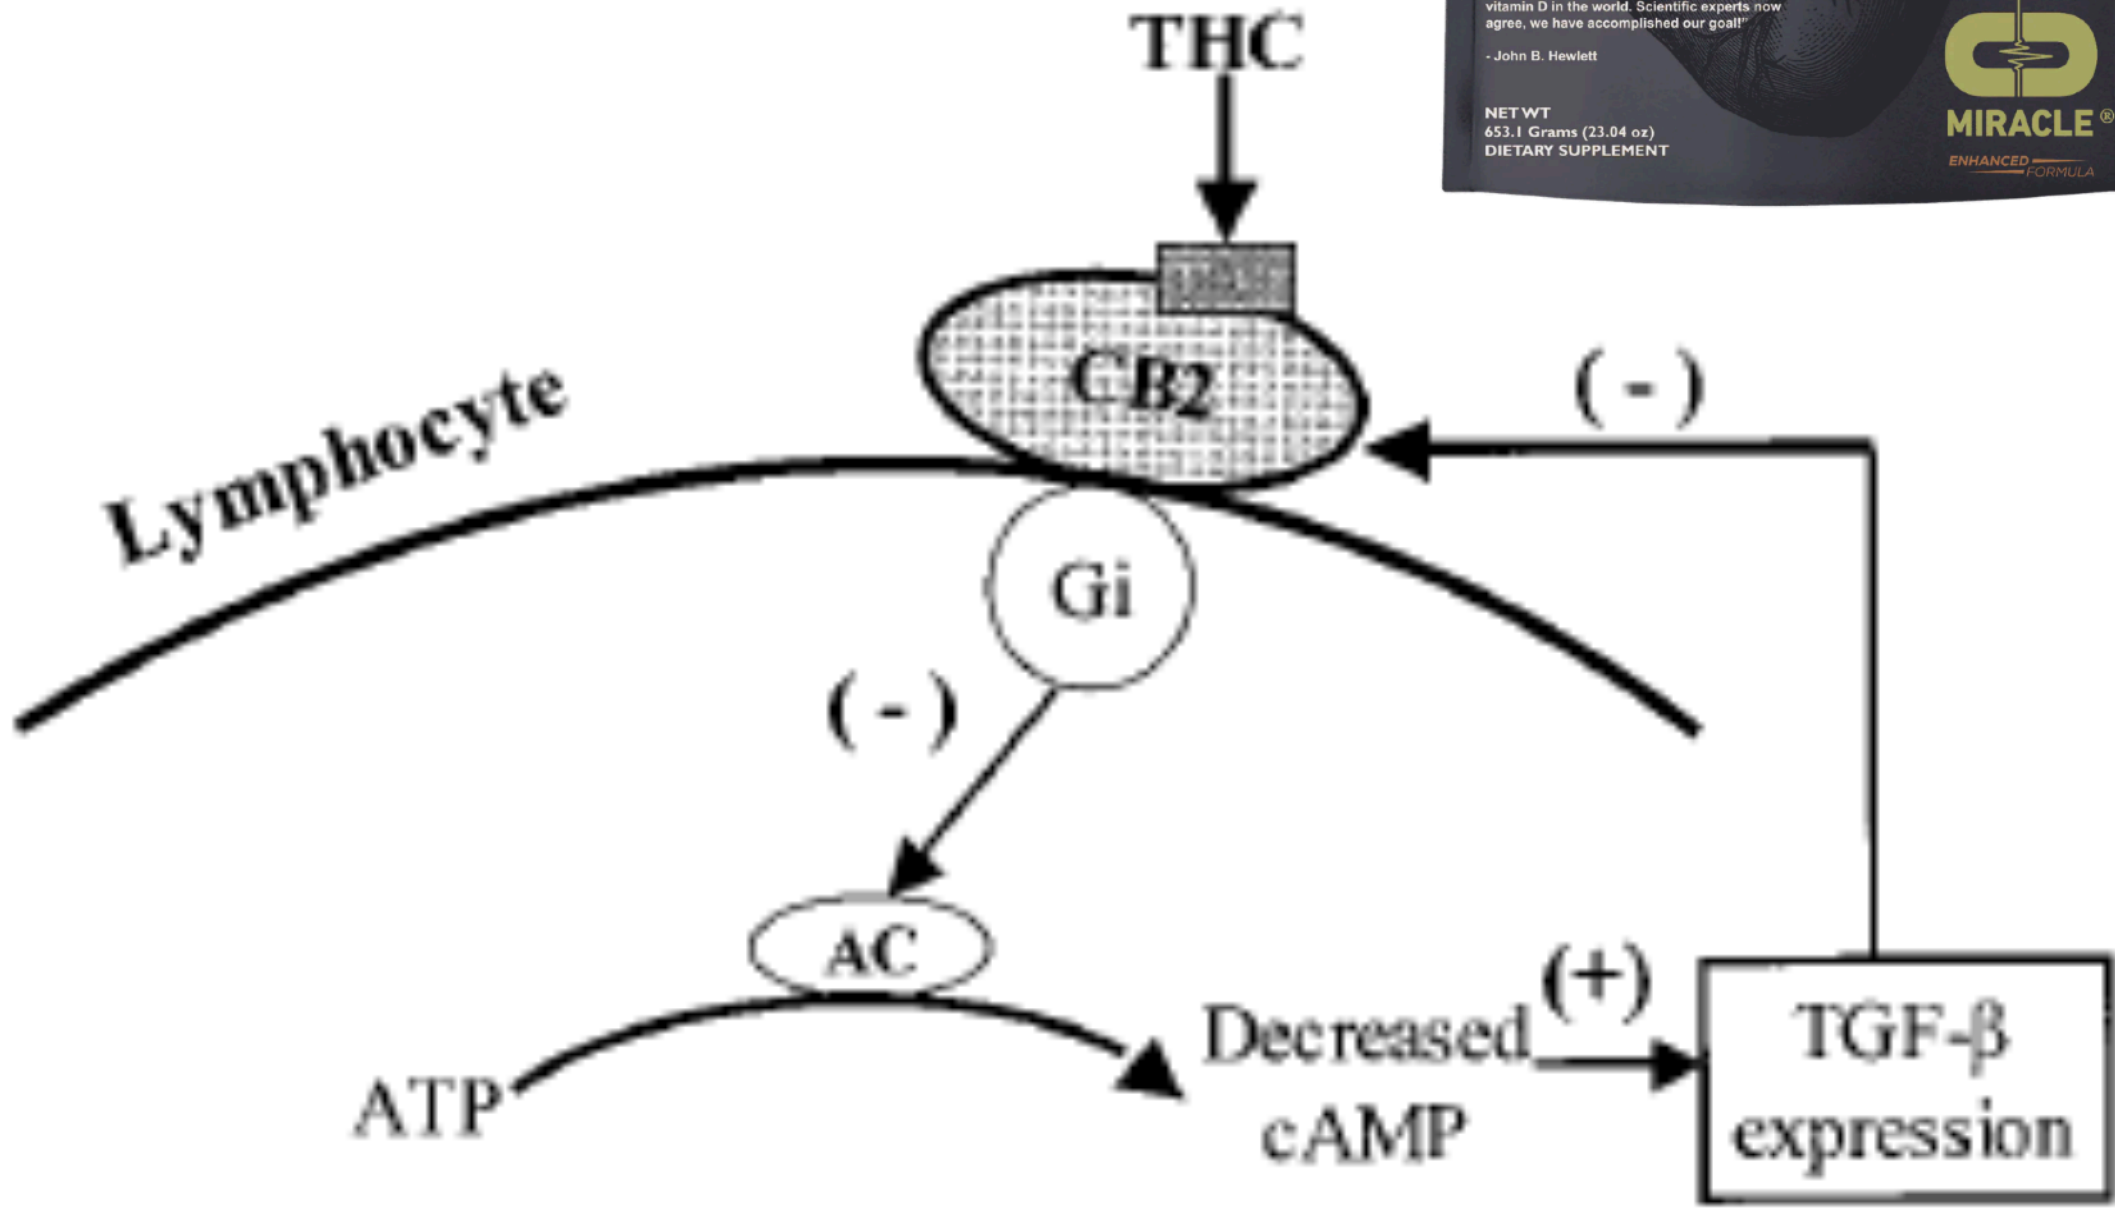 THC
vitamin D in the world. Scientific experts now
agree, we have accomplished our goal!"
- John B. Hewlett
NET WT
653.1 Grams (23.04 oz)
DIETARY SUPPLEMENT
MIRACLE®
ENHANCED
FORMULA
CB2
(-)
Lymphocyte
Gi
(-)
AC
ATP
Decreased
cAMP
(+)
TGF-β
expression